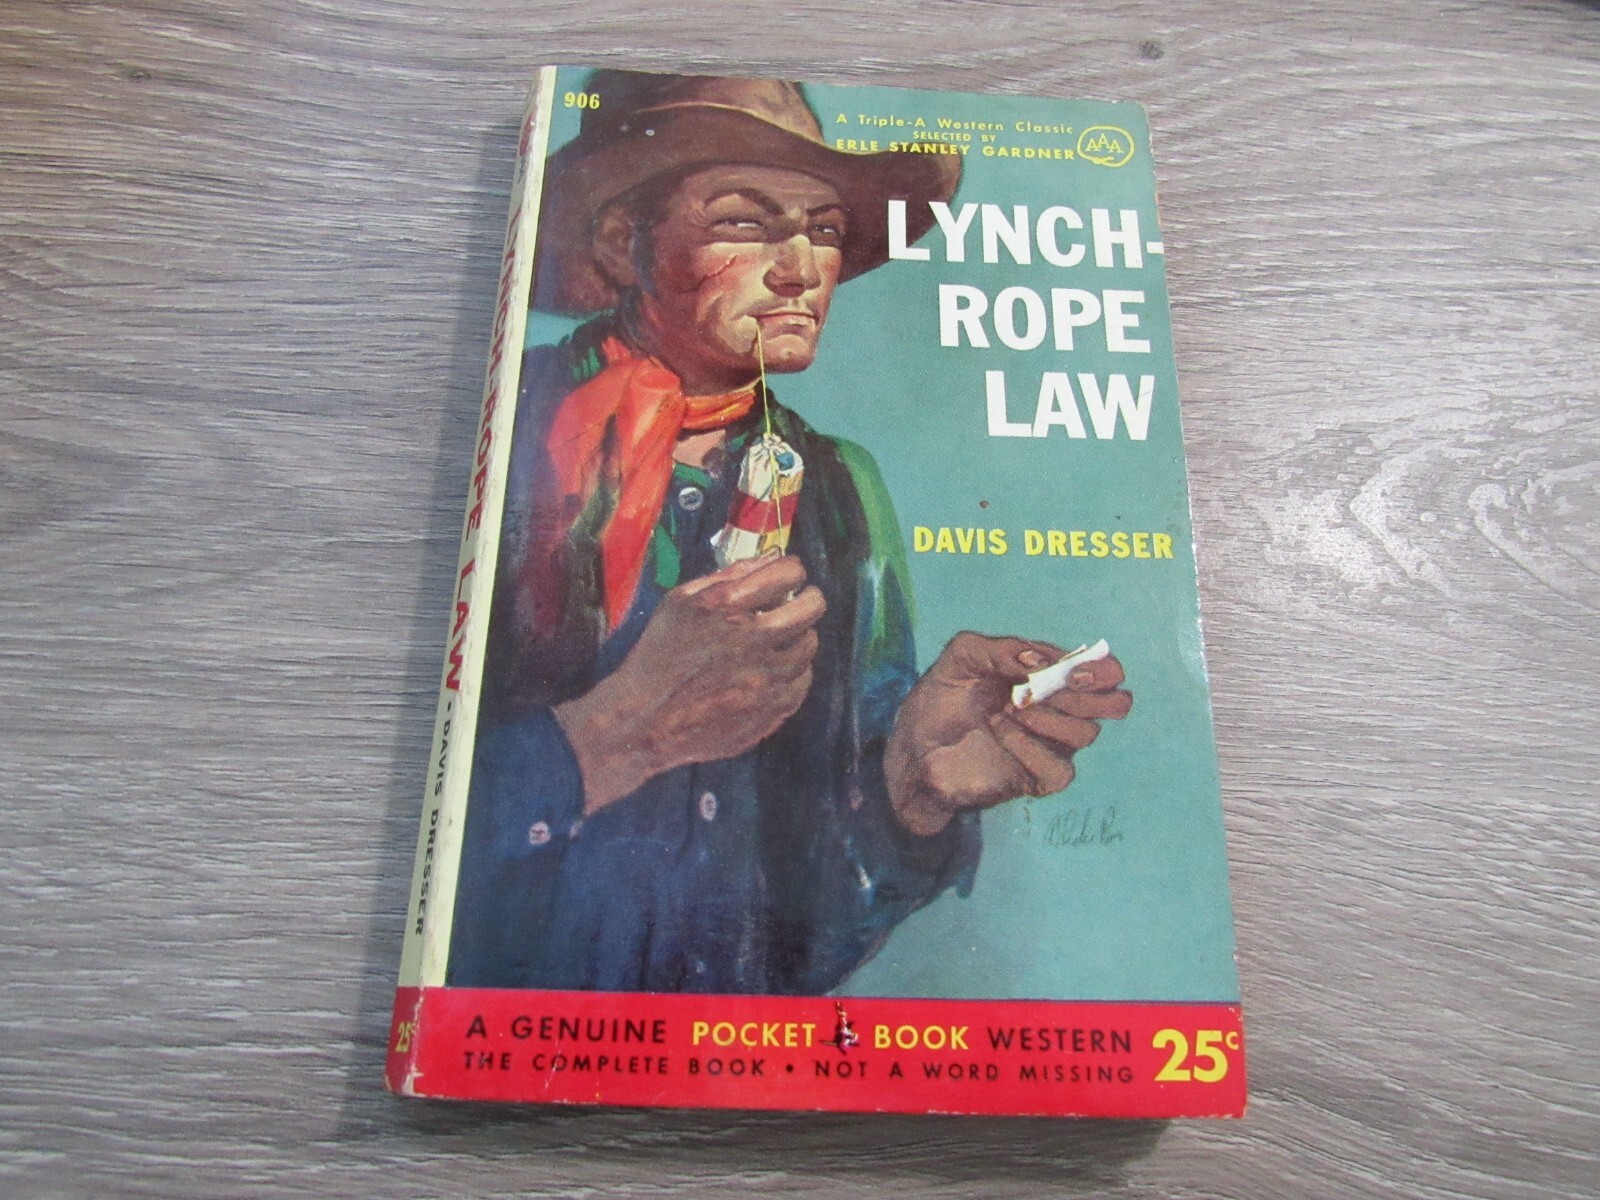 906
A Triple-A Western Classic
SELECTED BY
ERLE STANLEY GARDNER
AAA
LYNCH-
ROPE
LAW
DAVIS DRESSER
A GENUINE POCKET BOOK WESTERN
THE COMPLETE BOOK • NOT A WORD MISSING
25c
LYNCH-ROPE LAW • DAVIS DRESSER
25